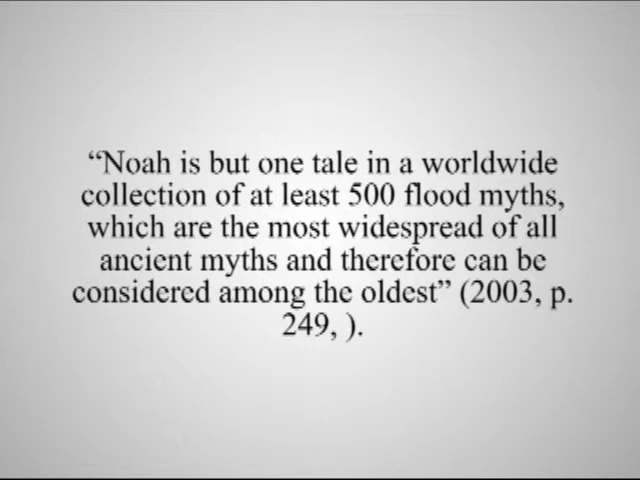 “Noah is but one tale in a worldwide
collection of at least 500 flood myths,
which are the most widespread of all
ancient myths and therefore can be
considered among the oldest” (2003, p.
249, ).